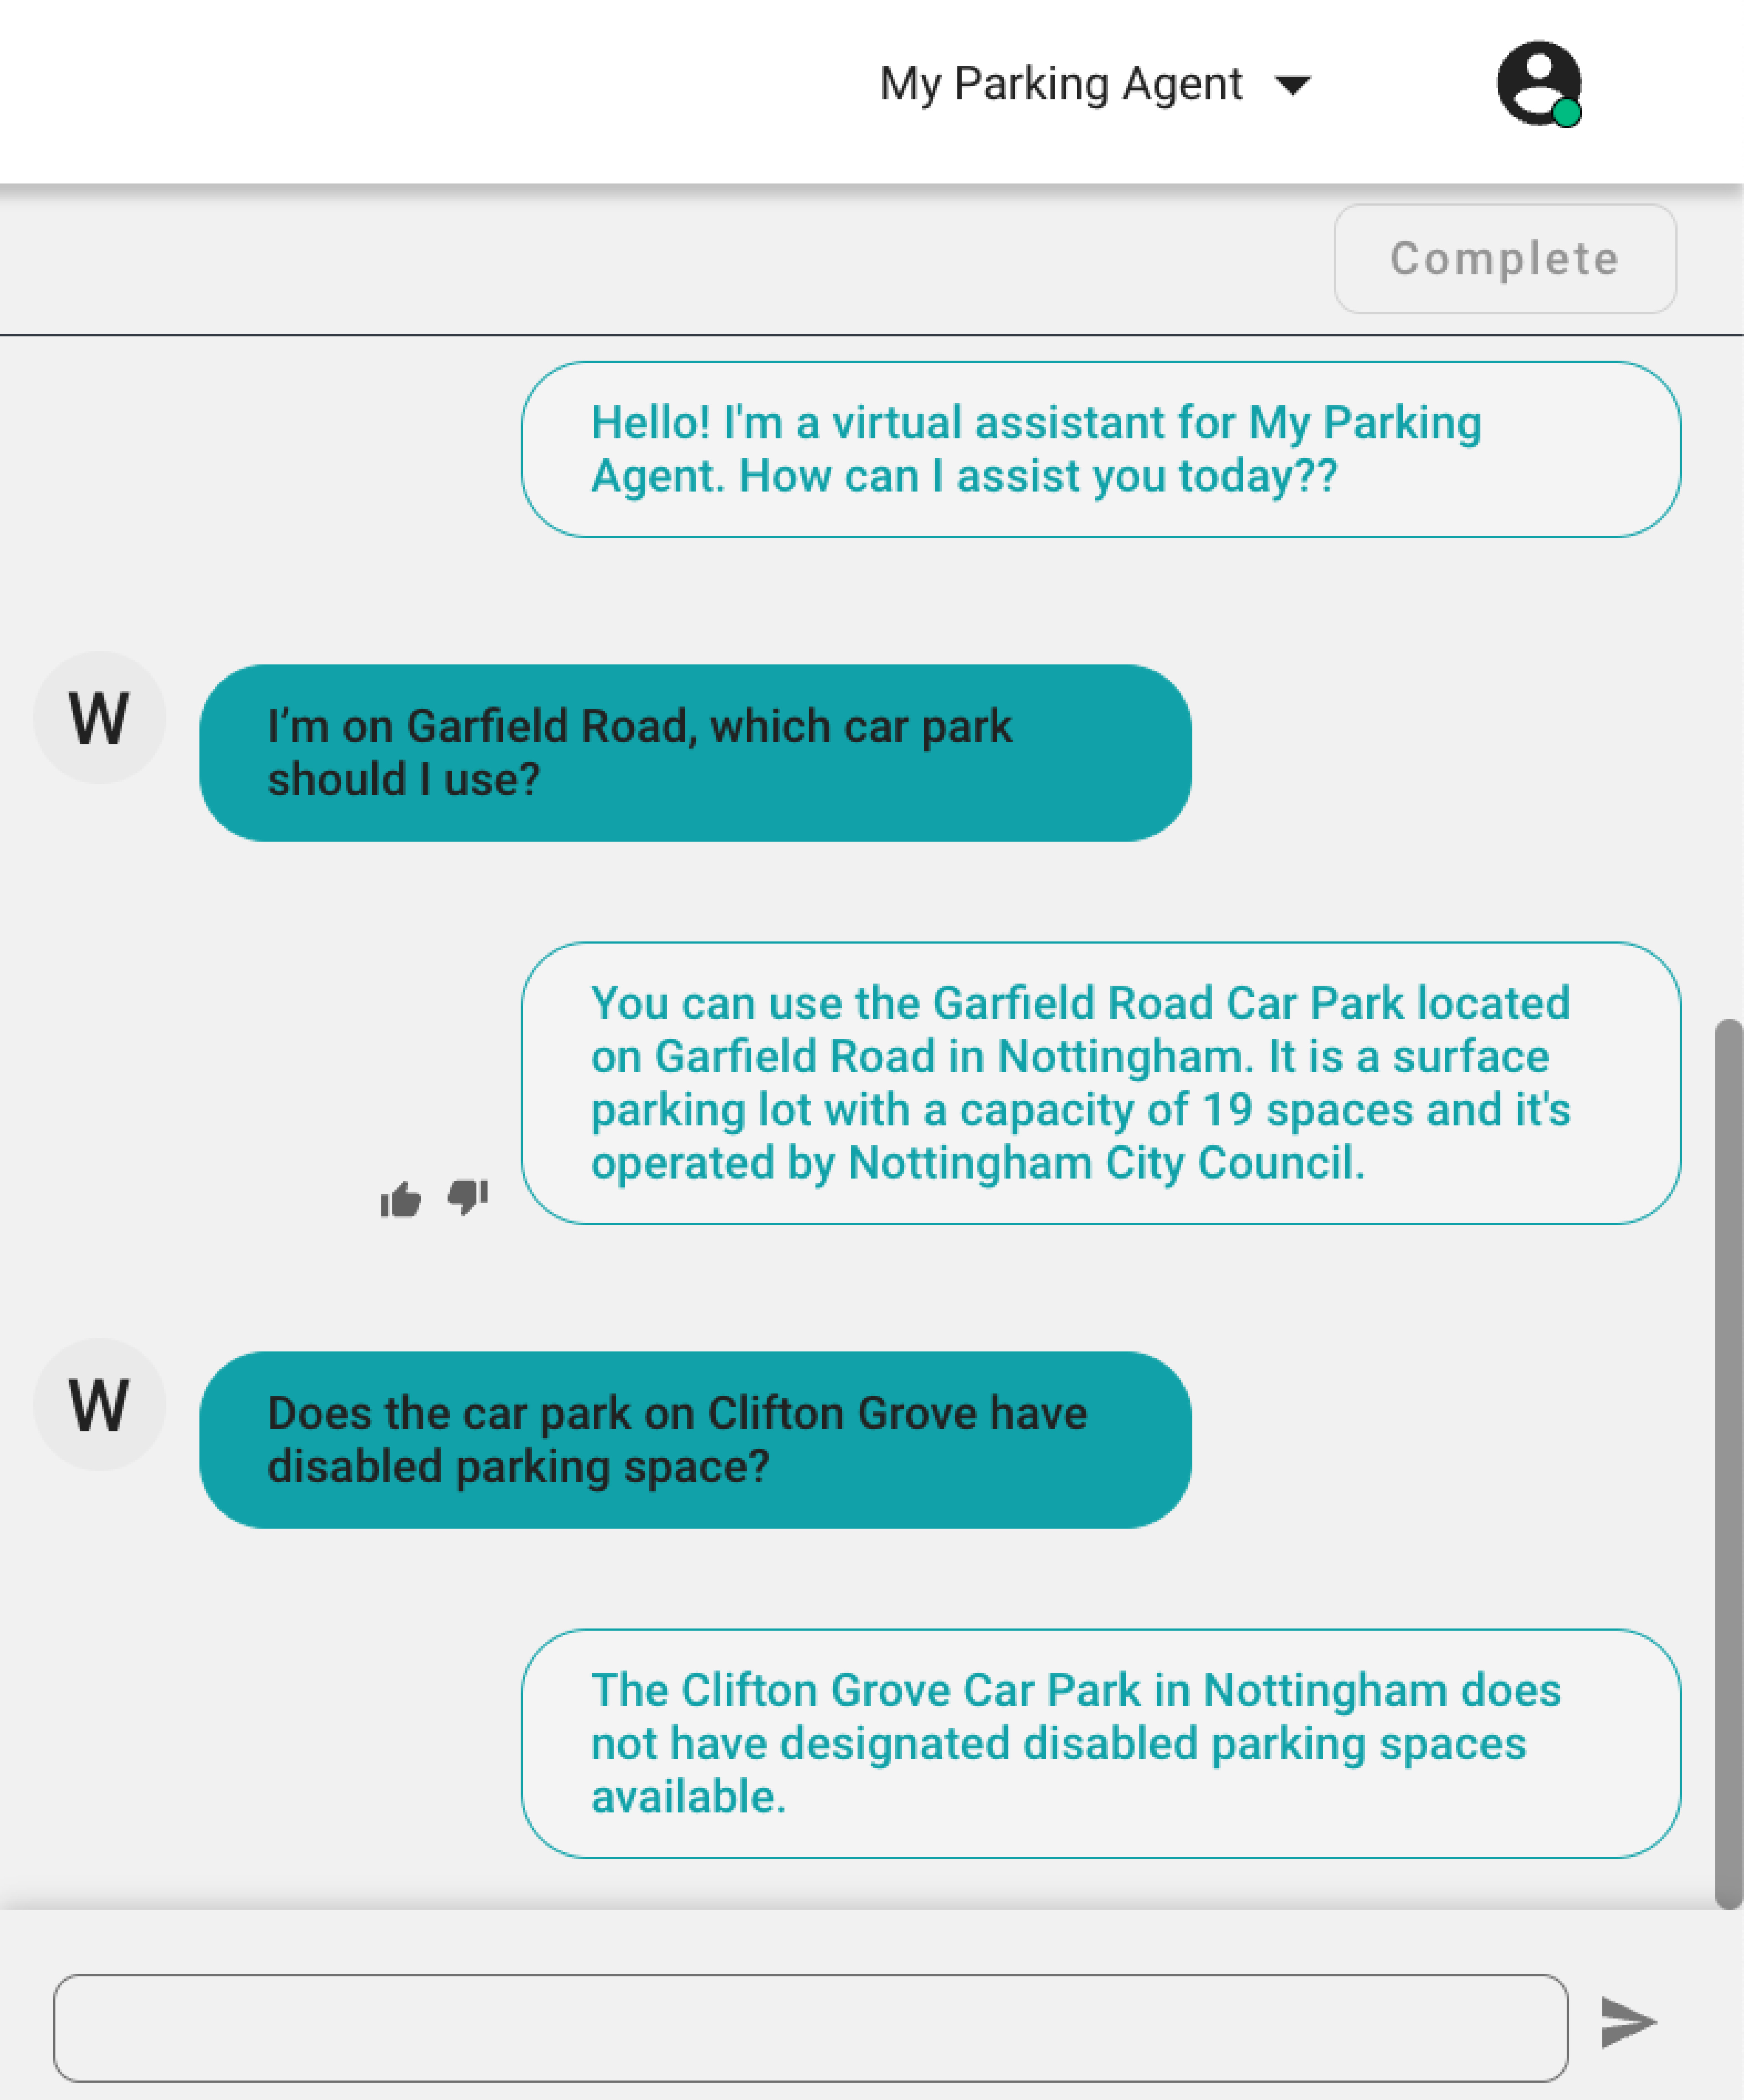 My Parking Agent
Complete
Hello! I'm a virtual assistant for My Parking
Agent. How can I assist you today??
W
I’m on Garfield Road, which car park
should I use?
You can use the Garfield Road Car Park located
on Garfield Road in Nottingham. It is a surface
parking lot with a capacity of 19 spaces and it's
operated by Nottingham City Council.
W
Does the car park on Clifton Grove have
disabled parking space?
The Clifton Grove Car Park in Nottingham does
not have designated disabled parking spaces
available.